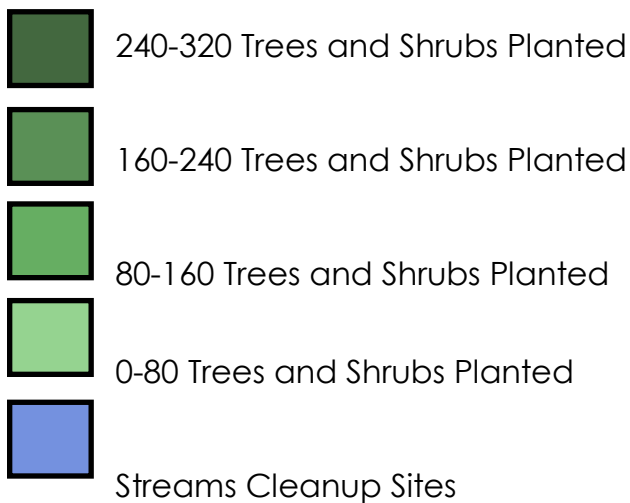 240-320 Trees and Shrubs Planted
160-240 Trees and Shrubs Planted
80-160 Trees and Shrubs Planted
0-80 Trees and Shrubs Planted
Streams Cleanup Sites